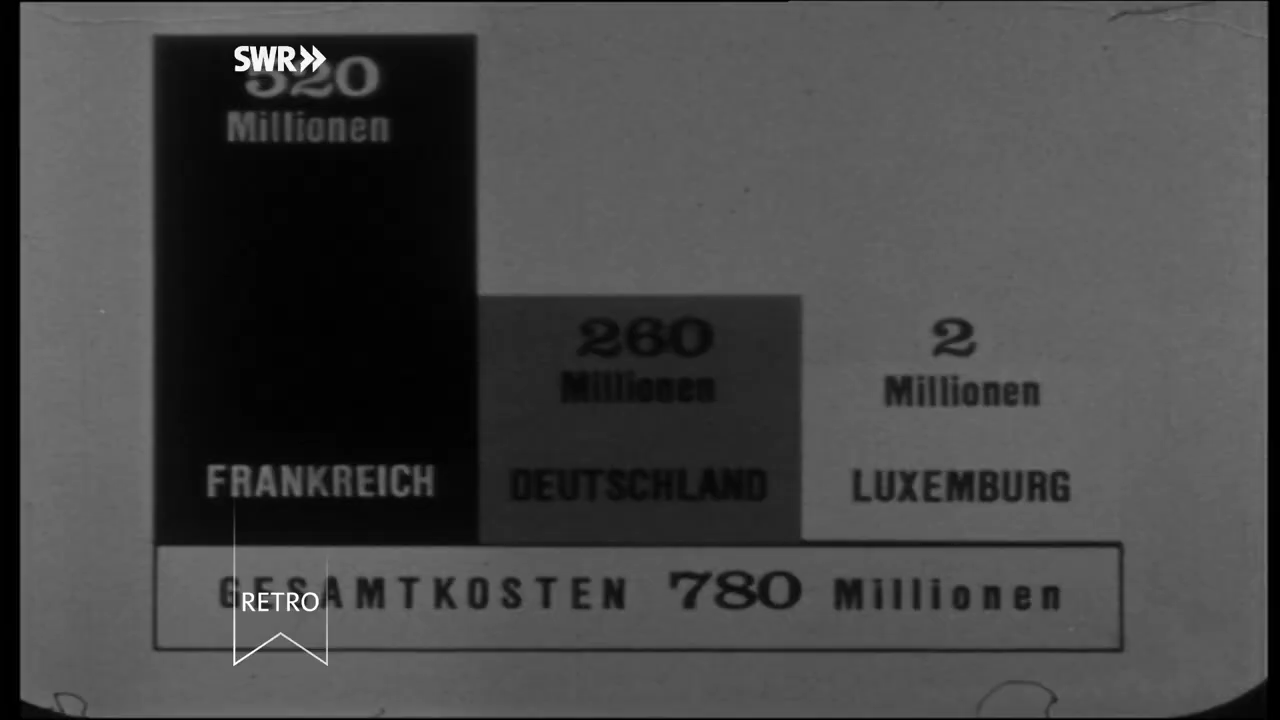 SWR»
520
Millionen
260
Millionen
2
Millionen
FRANKREICH
DEUTSCHLAND
LUXEMBURG
GESAMTKOSTEN 780 Millionen
RETRO